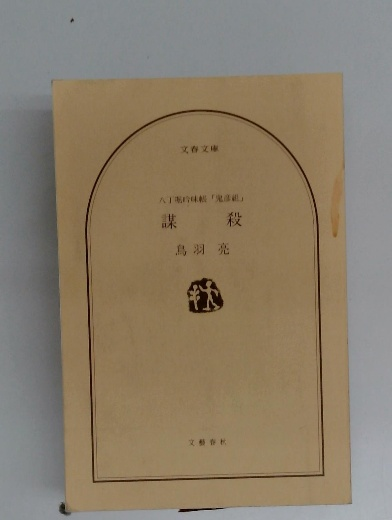 文春文庫
八丁堀吟味帳「鬼彦組」
謀殺
鳥羽亮
文藝春秋